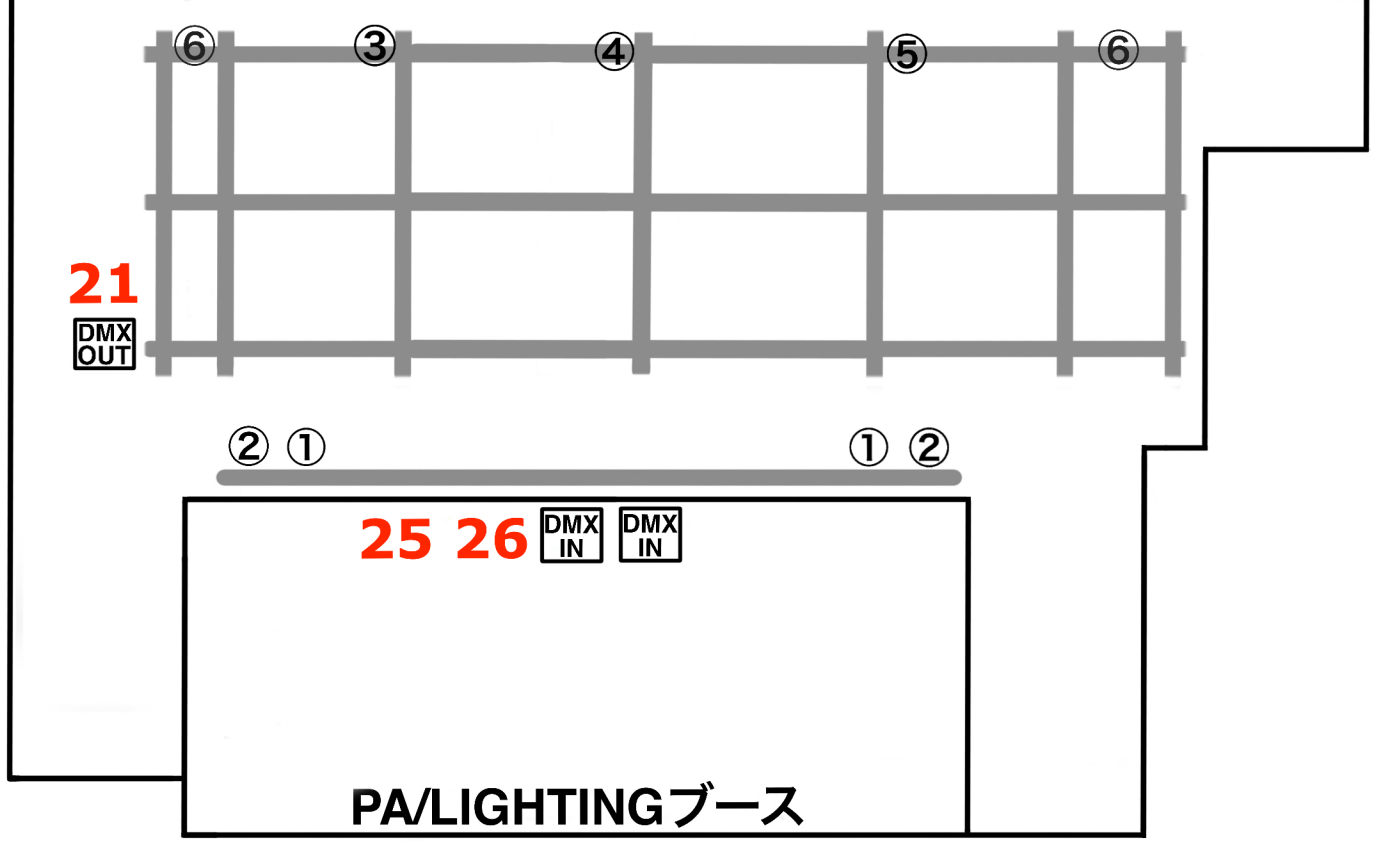 ⑥ ③ ④ ⑤ ⑥
21
DMX
OUT
② ① ① ②
25 26
DMX
IN
DMX
IN
PA/LIGHTINGブース